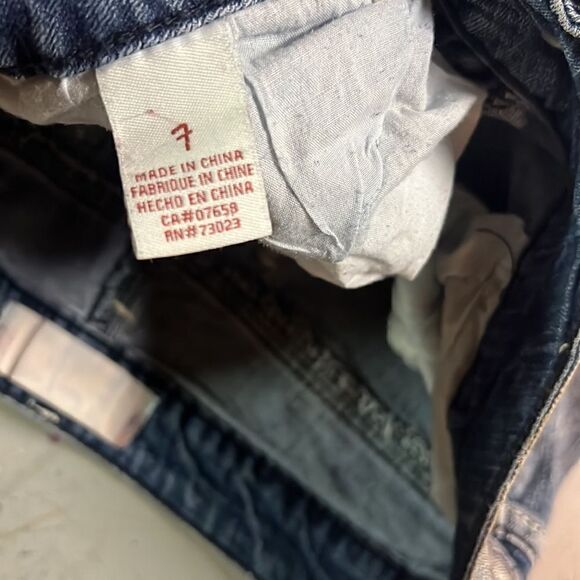 7
MADE IN CHINA
FABRIQUE IN CHINE
HECHO EN CHINA
CA#07658
RN#73023